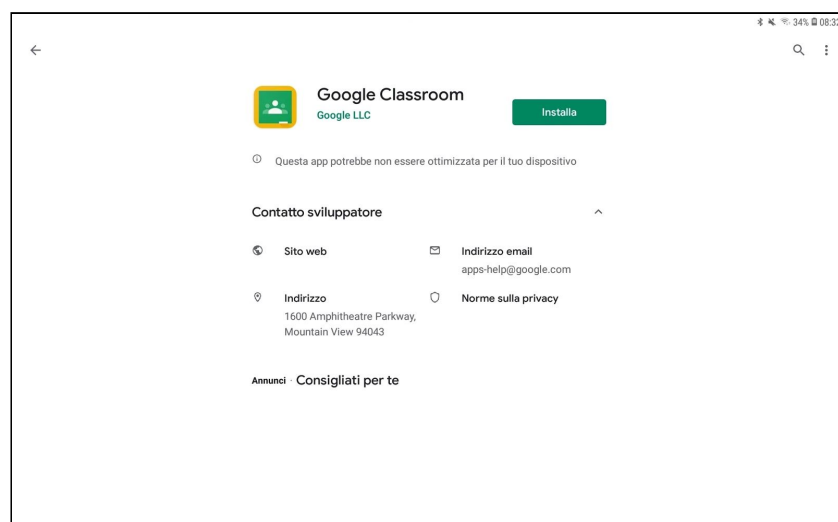 34% 08:32
Google Classroom
Google LLC
Installa
Questa app potrebbe non essere ottimizzata per il tuo dispositivo
Contatto sviluppatore
Sito web
Indirizzo email
apps-help@google.com
Indirizzo
1600 Amphitheatre Parkway,
Mountain View 94043
Norme sulla privacy
Annunci · Consigliati per te